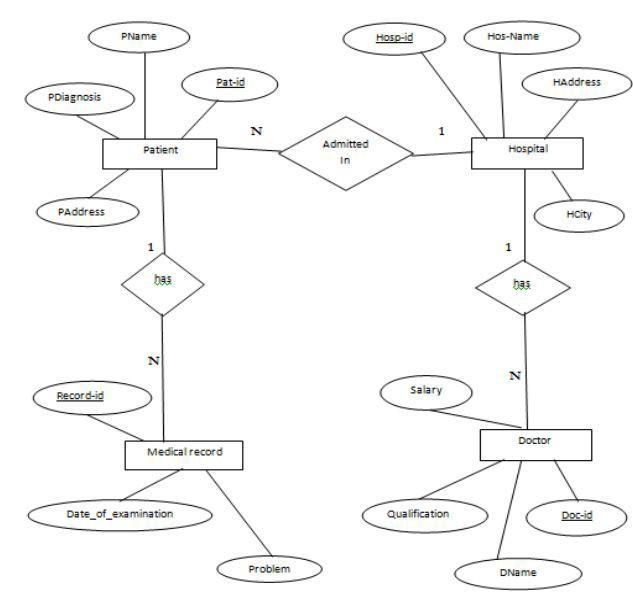 PName
Hosp-id
Hos-Name
Pat-id
HAddress
PDiagnosis
N
1
Admitted
In
Patient
Hospital
PAddress
HCity
1
1
has
has
N
N
Record-id
Salary
Medical record
Doctor
Date_of_examination
Qualification
Doc-id
Problem
DName